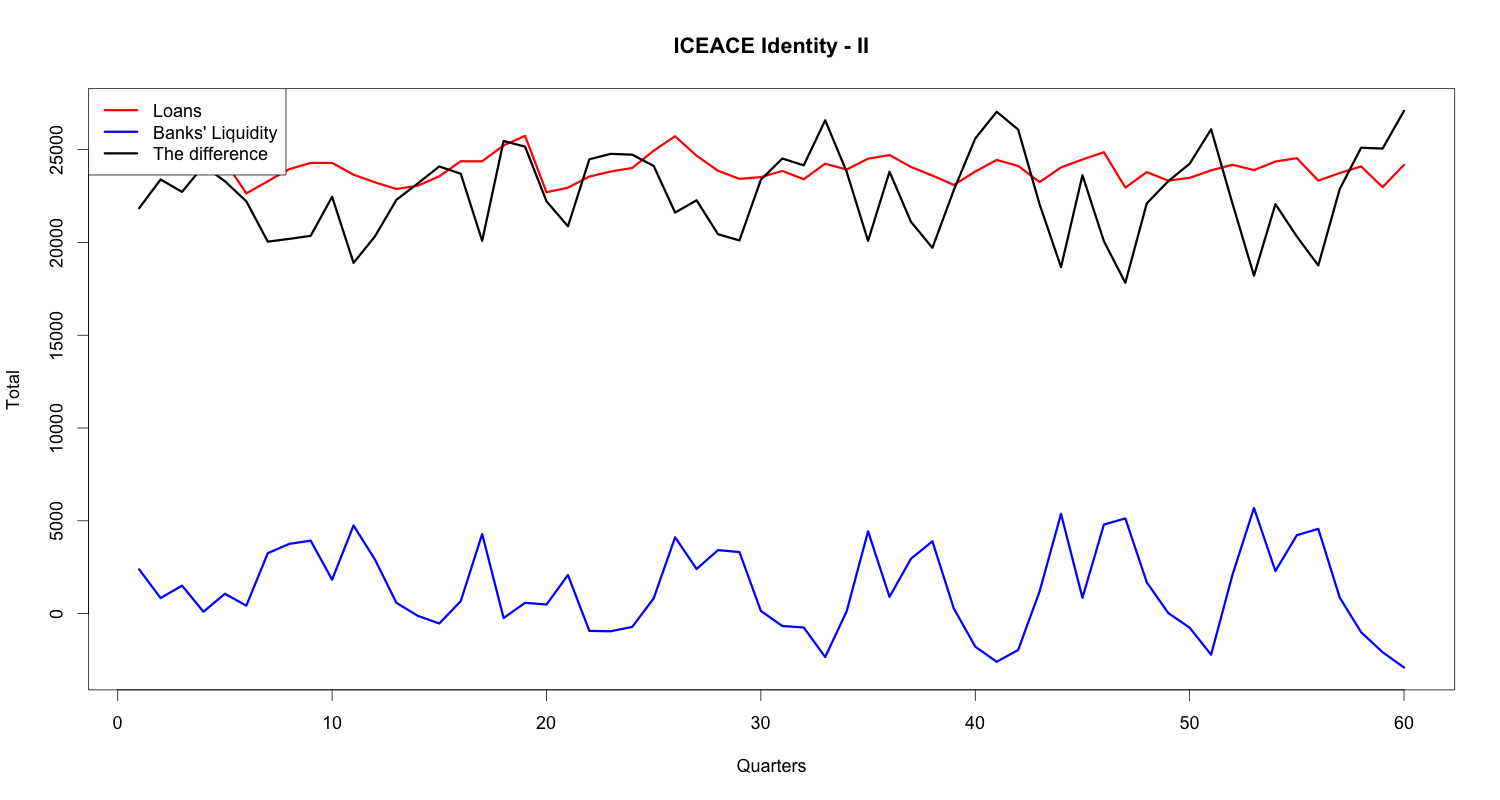 ICEACE Identity - II
Loans
Banks' Liquidity
The difference
Total
25000
20000
15000
10000
5000
0
0 10 20 30 40 50 60
Quarters